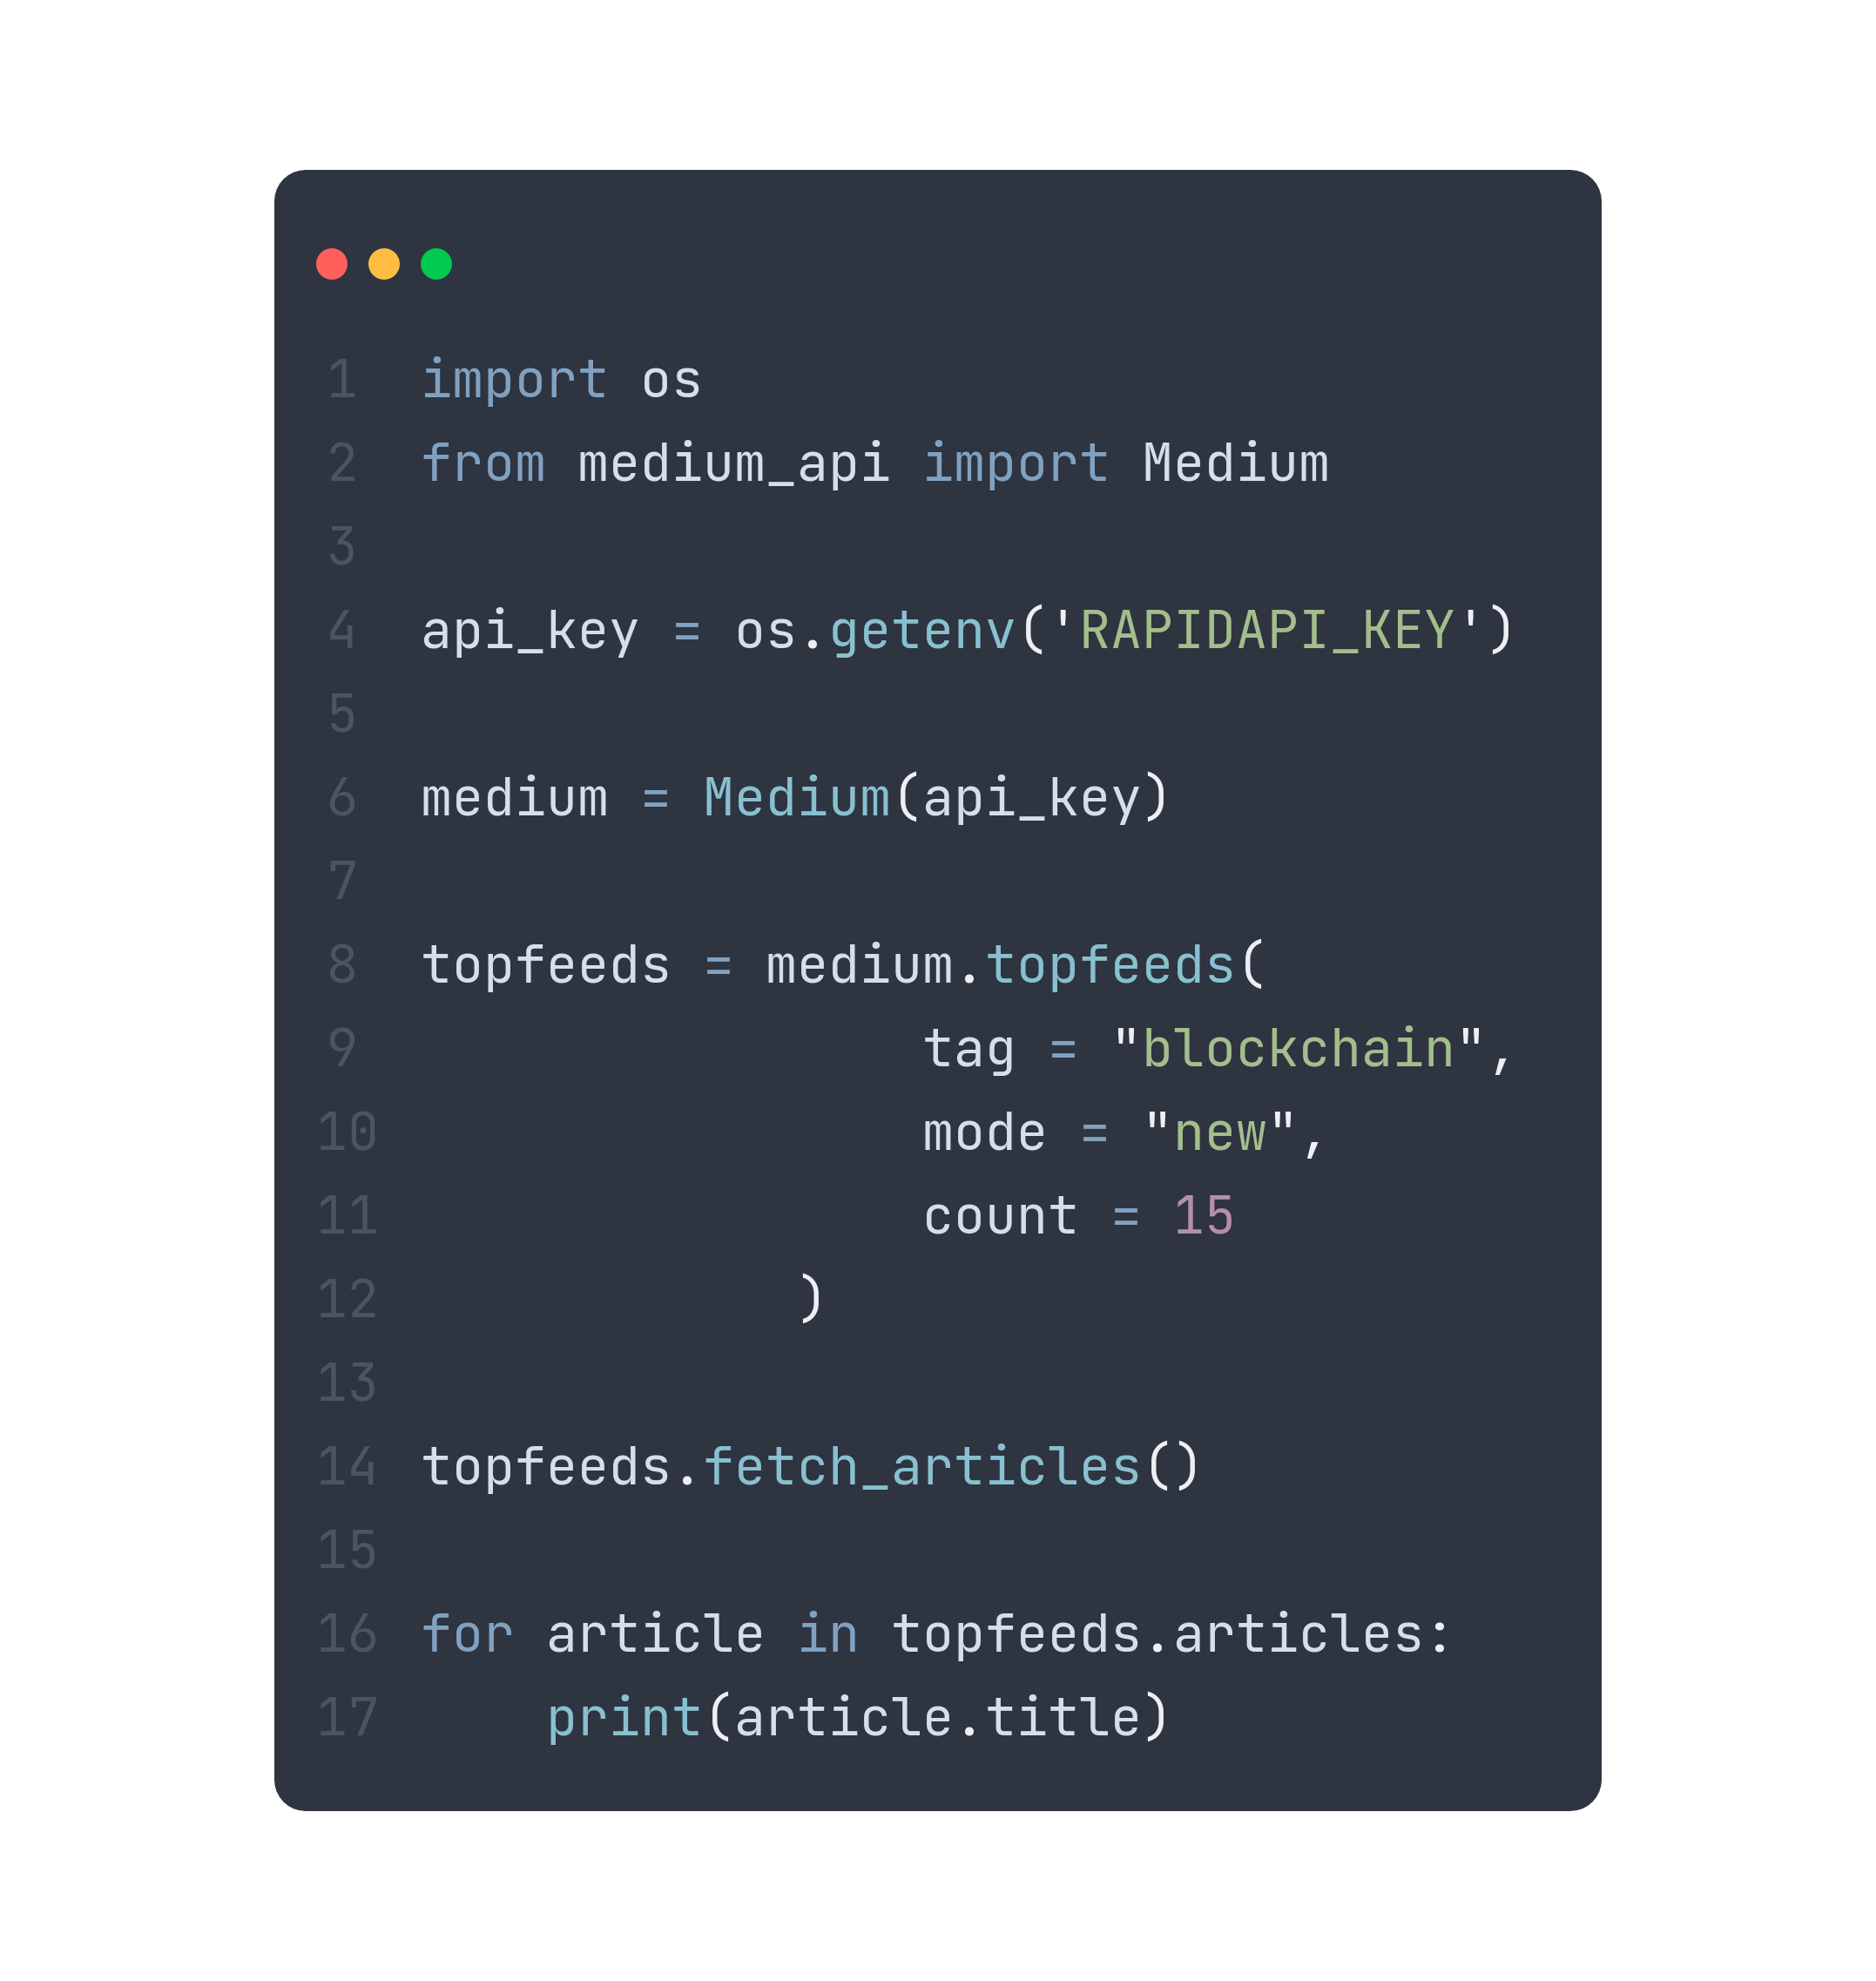 1 import os
2 from medium_api import Medium
3
4 api_key = os.getenv('RAPIDAPI_KEY')
5
6 medium = Medium(api_key)
7
8 topfeeds = medium.topfeeds(
9                 tag = "blockchain",
10                 mode = "new",
11                 count = 15
12             )
13
14 topfeeds.fetch_articles()
15
16 for article in topfeeds.articles:
17     print(article.title)